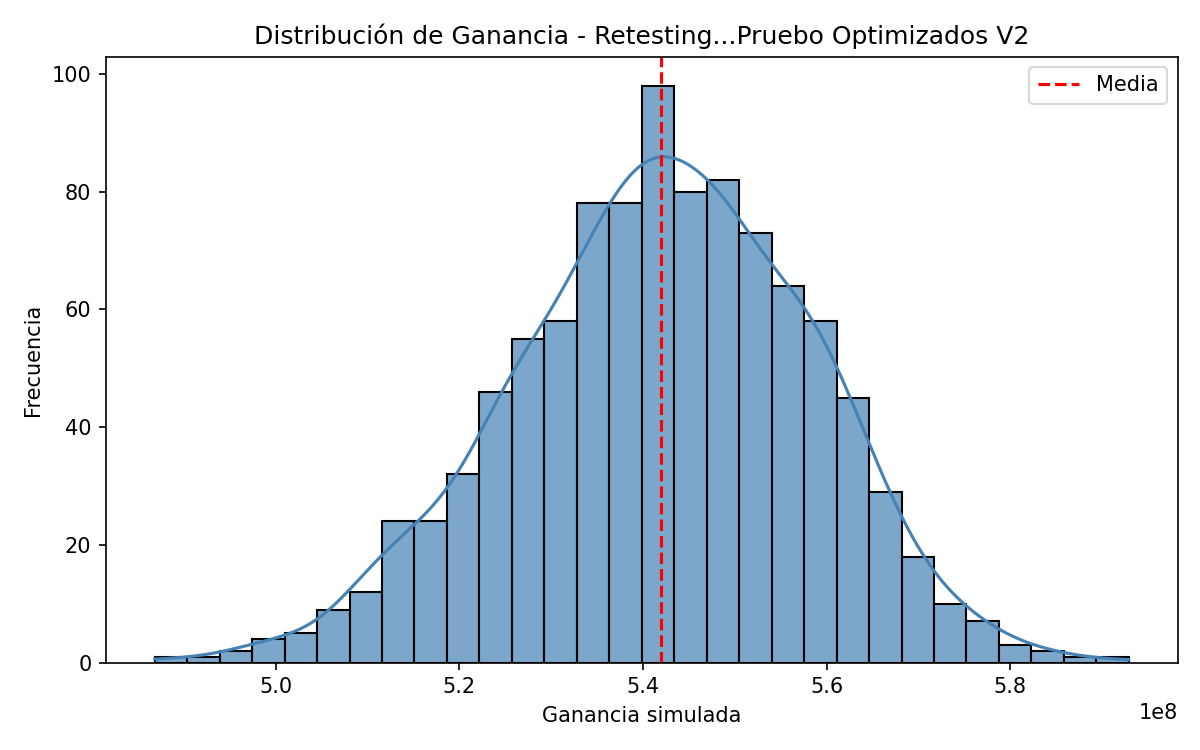 Distribución de Ganancia - Retesting...Pruebo Optimizados V2
Media
Frecuencia
100
80
60
40
20
0
5.0
5.2
5.4
5.6
5.8
1e8
Ganancia simulada